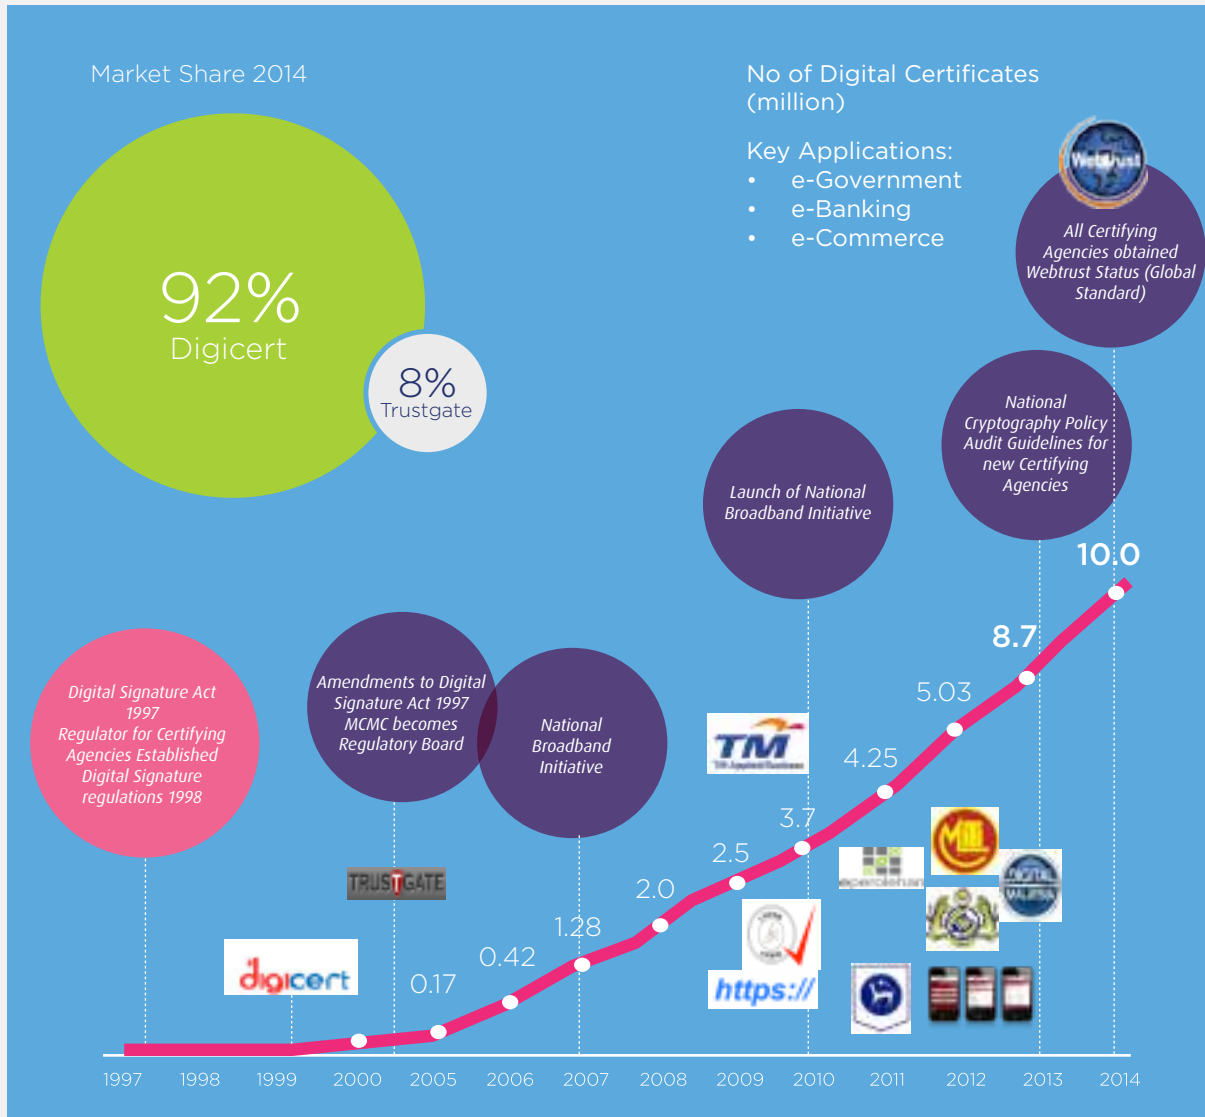 Market Share 2014
92%
Digicert
8%
Trustgate
No of Digital Certificates
(million)
Key Applications:
• e-Government
• e-Banking
• e-Commerce
WebTrust
All Certifying
Agencies obtained
Webtrust Status (Global
Standard)
National
Cryptography Policy
Audit Guidelines for
new Certifying
Agencies
Launch of National
Broadband Initiative
Digital Signature Act
1997
Regulator for Certifying
Agencies Established
Digital Signature
regulations 1998
Amendments to Digital
Signature Act 1997
MCMC becomes
Regulatory Board
National
Broadband
Initiative
10.0
8.7
5.03
4.25
3.7
2.5
2.0
1.28
0.42
0.17
TM
TRUSTGATE
digicert
eperolehan
https://
1997 1998 1999 2000 2005 2006 2007 2008 2009 2010 2011 2012 2013 2014